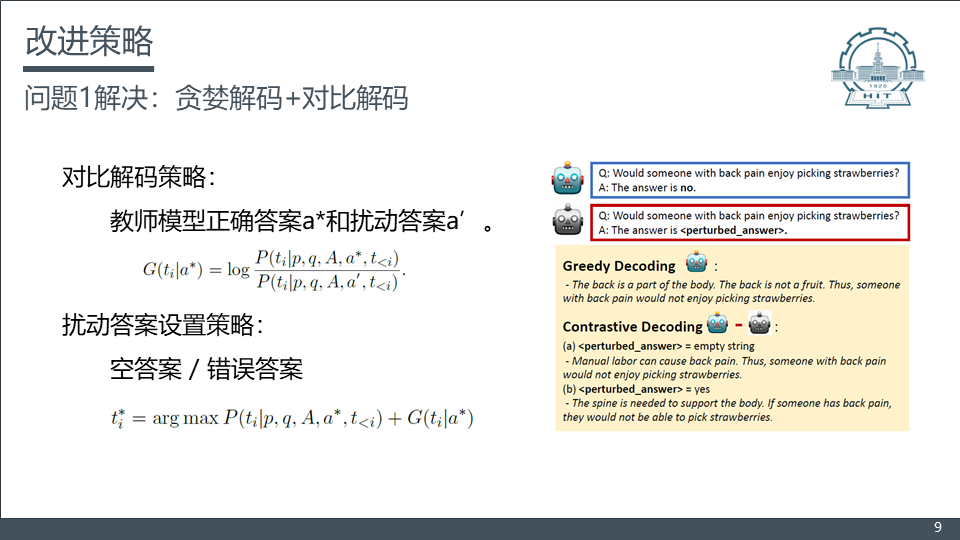 改进策略
问题1解决：贪婪解码+对比解码
1920
HIT
对比解码策略：
教师模型正确答案a*和扰动答案a′ 。
G(t_i|a*) = log P(t_i|p, q, A, a*, t_{<i}) / P(t_i|p, q, A, a′, t_{<i}) .
扰动答案设置策略：
空答案 / 错误答案
t_i^* = arg max P(t_i|p, q, A, a*, t_{<i}) + G(t_i|a*)
Q: Would someone with back pain enjoy picking strawberries?
A: The answer is no.
Q: Would someone with back pain enjoy picking strawberries?
A: The answer is <perturbed_answer>.
Greedy Decoding :
- The back is a part of the body. The back is not a fruit. Thus, someone
with back pain would not enjoy picking strawberries.
Contrastive Decoding - :
(a) <perturbed_answer> = empty string
- Manual labor can cause back pain. Thus, someone with back pain
would not enjoy picking strawberries.
(b) <perturbed_answer> = yes
- The spine is needed to support the body. If someone has back pain,
they would not be able to pick strawberries.
9